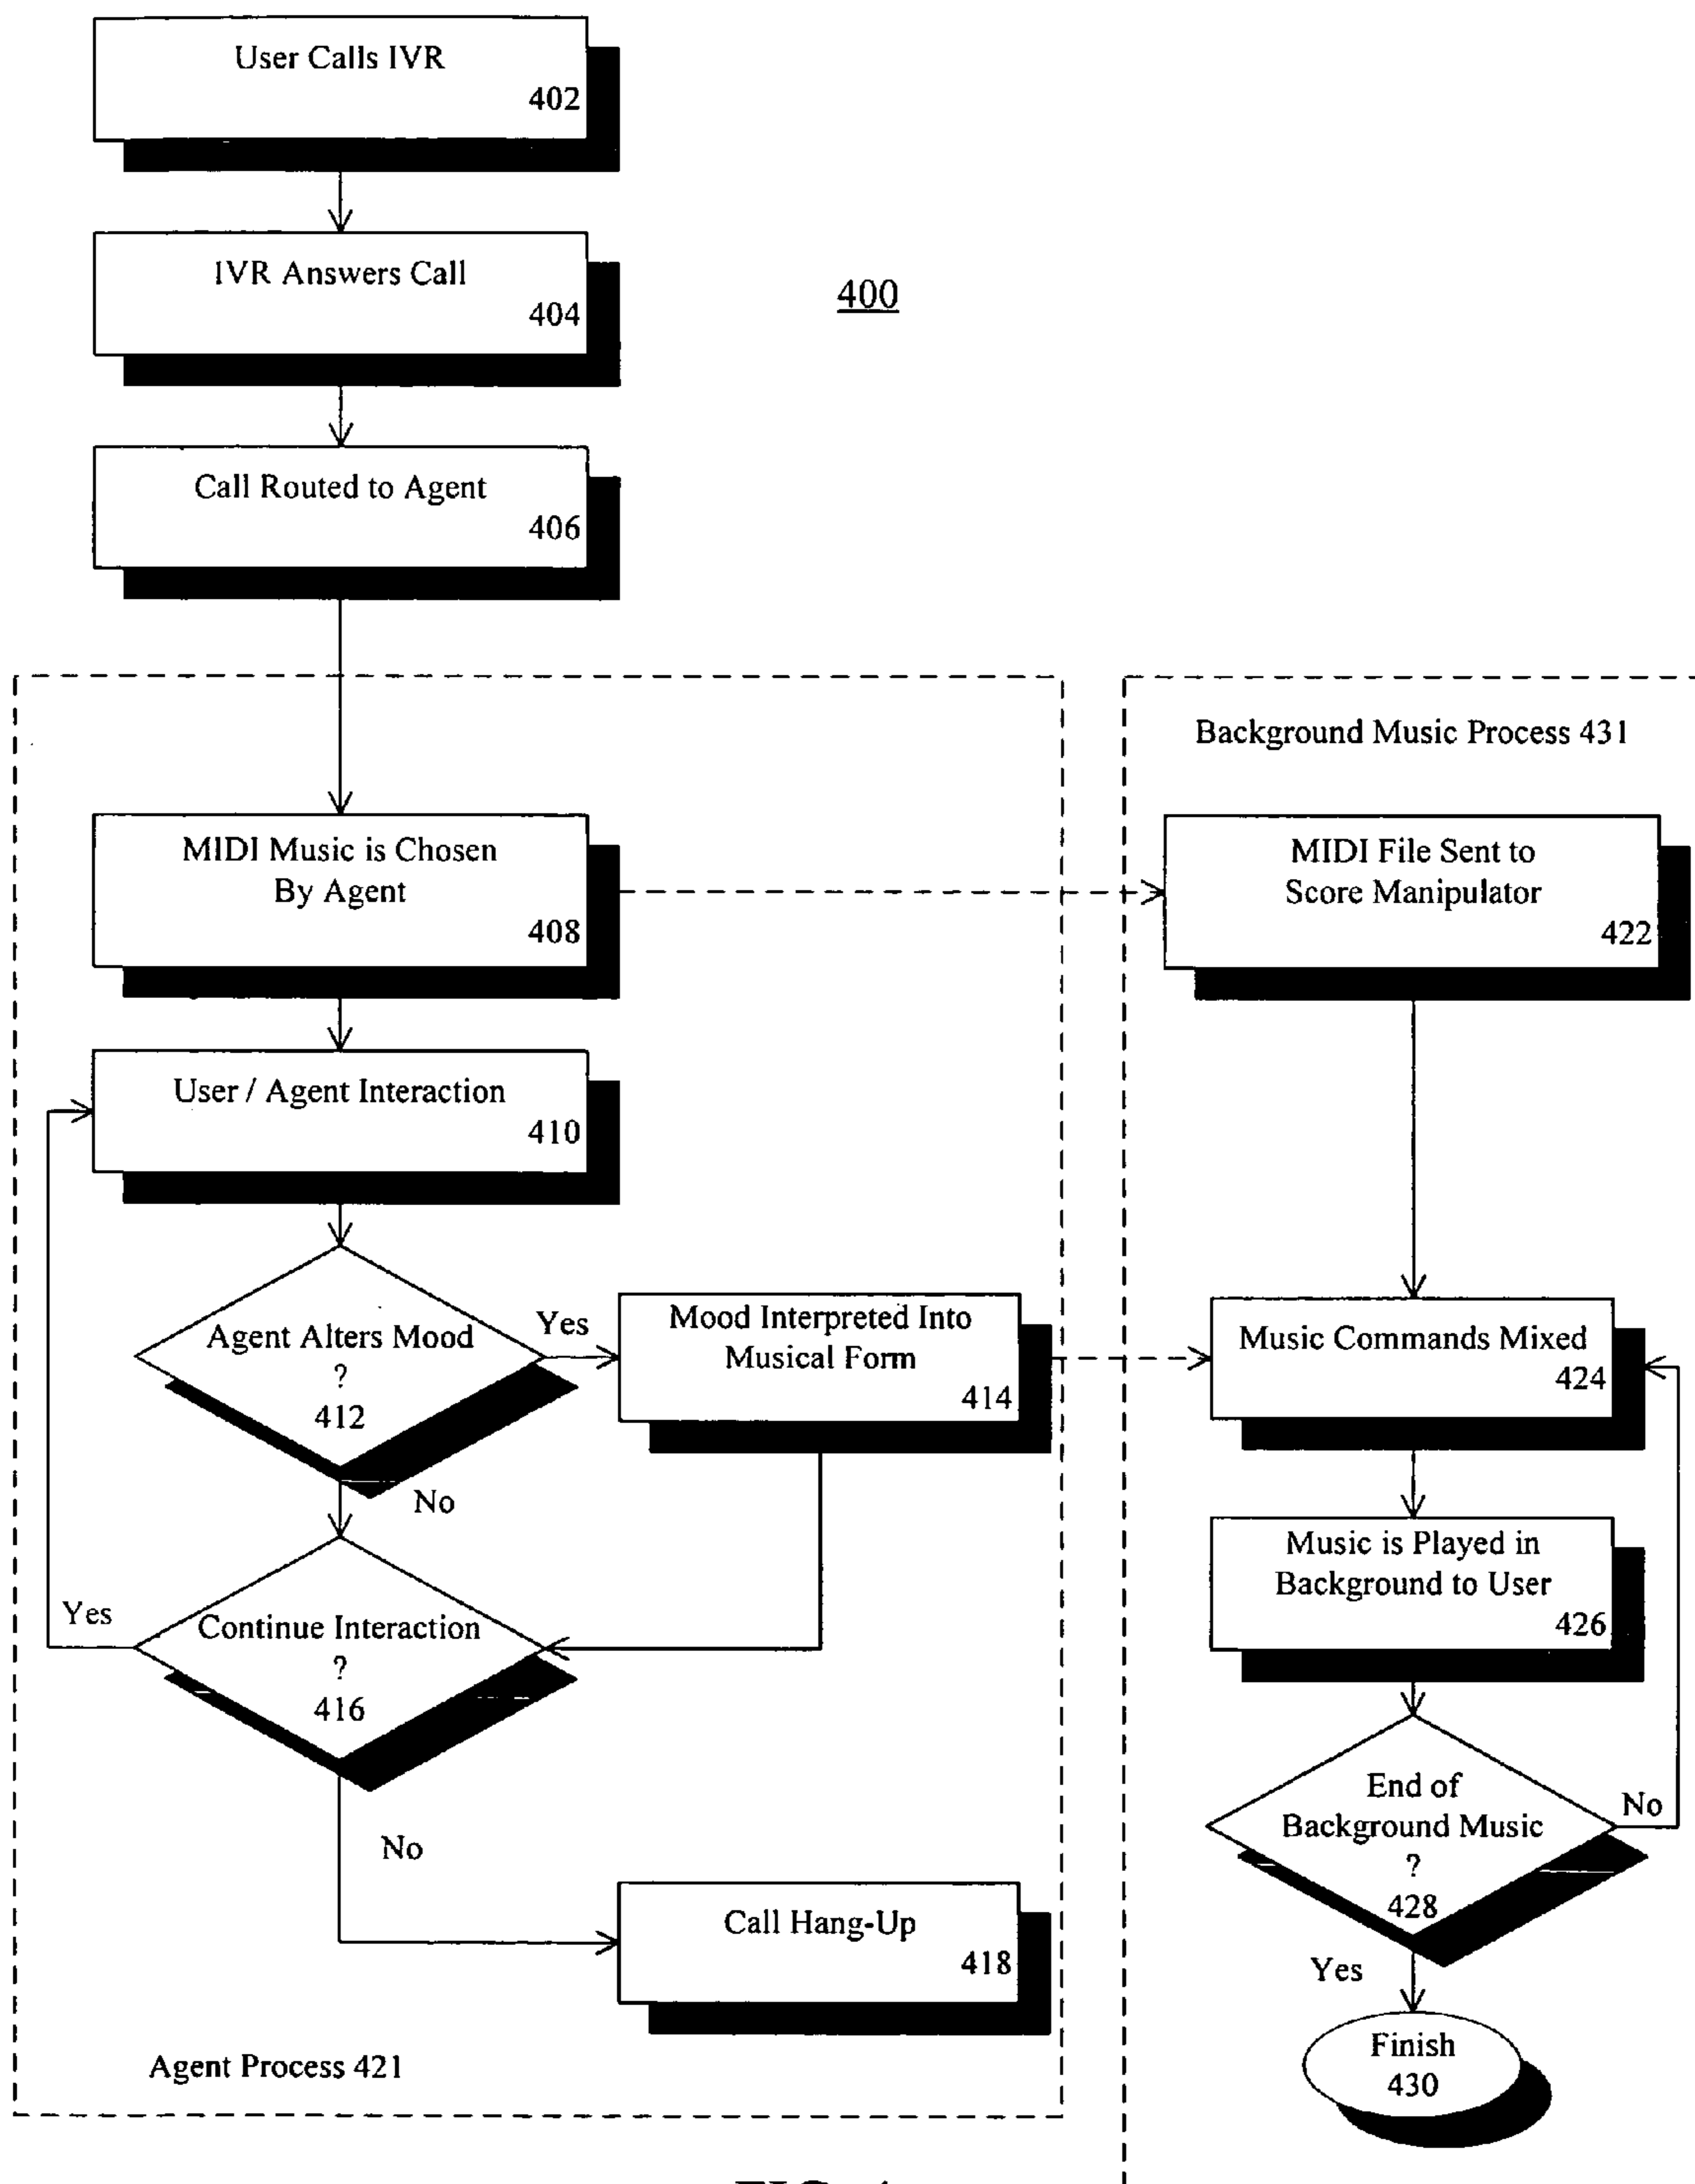 User Calls IVR
402
IVR Answers Call
404
400
Call Routed to Agent
406
Background Music Process 431
MIDI Music is Chosen
By Agent
408
MIDI File Sent to
Score Manipulator
422
User / Agent Interaction
410
Agent Alters Mood
?
412
Yes
No
Mood Interpreted Into
Musical Form
414
Music Commands Mixed
424
Music is Played in
Background to User
426
Continue Interaction
?
416
Yes
No
End of
Background Music
?
428
No
Yes
Call Hang-Up
418
Finish
430
Agent Process 421